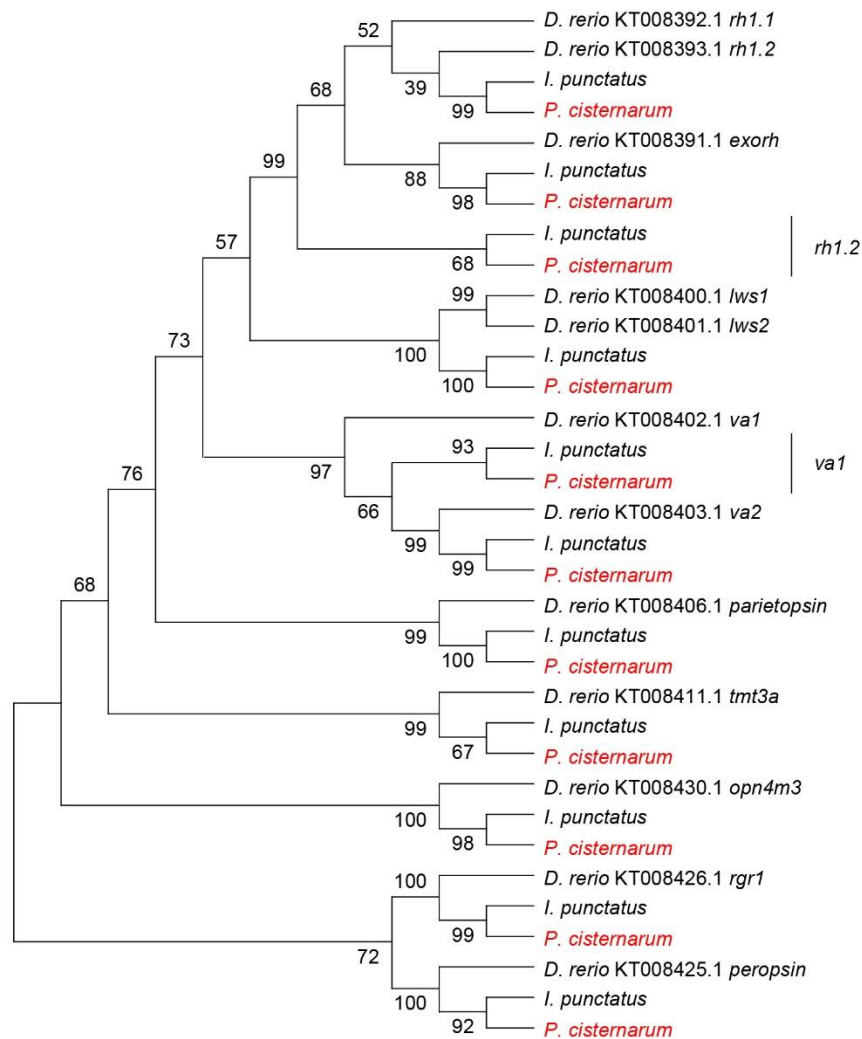 52
D. rerio KT008392.1 rh1.1
D. rerio KT008393.1 rh1.2
68
39
I. punctatus
99
P. cisternarum
99
D. rerio KT008391.1 exorh
88
I. punctatus
98
P. cisternarum
57
I. punctatus
68
P. cisternarum
rh1.2
99
D. rerio KT008400.1 lws1
73
D. rerio KT008401.1 lws2
100
I. punctatus
100
P. cisternarum
D. rerio KT008402.1 va1
76
97
93
I. punctatus
P. cisternarum
va1
66
D. rerio KT008403.1 va2
99
I. punctatus
99
P. cisternarum
68
D. rerio KT008406.1 parietopsin
99
I. punctatus
100
P. cisternarum
D. rerio KT008411.1 tmt3a
99
I. punctatus
67
P. cisternarum
D. rerio KT008430.1 opn4m3
100
I. punctatus
98
P. cisternarum
100
D. rerio KT008426.1 rgr1
I. punctatus
99
P. cisternarum
72
D. rerio KT008425.1 peropsin
100
I. punctatus
92
P. cisternarum